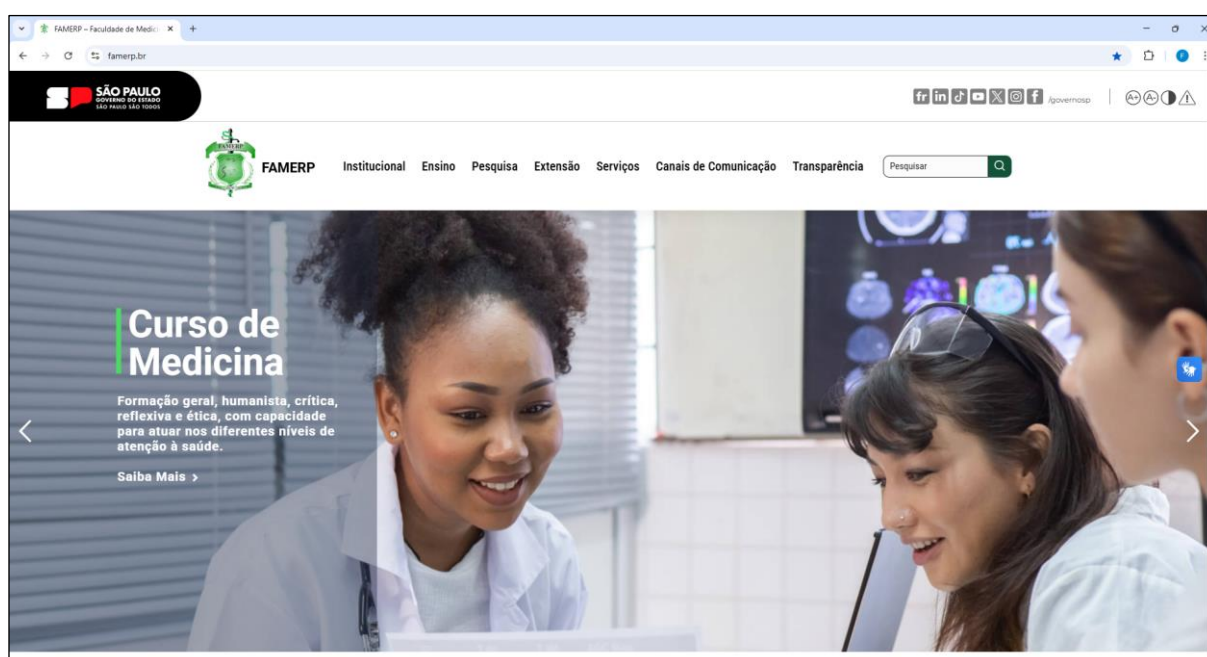 FAMERP – Faculdade de Medici
famerp.br
SÃO PAULO
GOVERNO DO ESTADO
SÃO PAULO SÃO TODOS
/governosp
A+ A-
FAMERP
FAMERP
Institucional Ensino Pesquisa Extensão Serviços Canais de Comunicação Transparência Pesquisar
Curso de
Medicina
Formação geral, humanista, crítica,
reflexiva e ética, com capacidade
para atuar nos diferentes níveis de
atenção à saúde.
Saiba Mais >